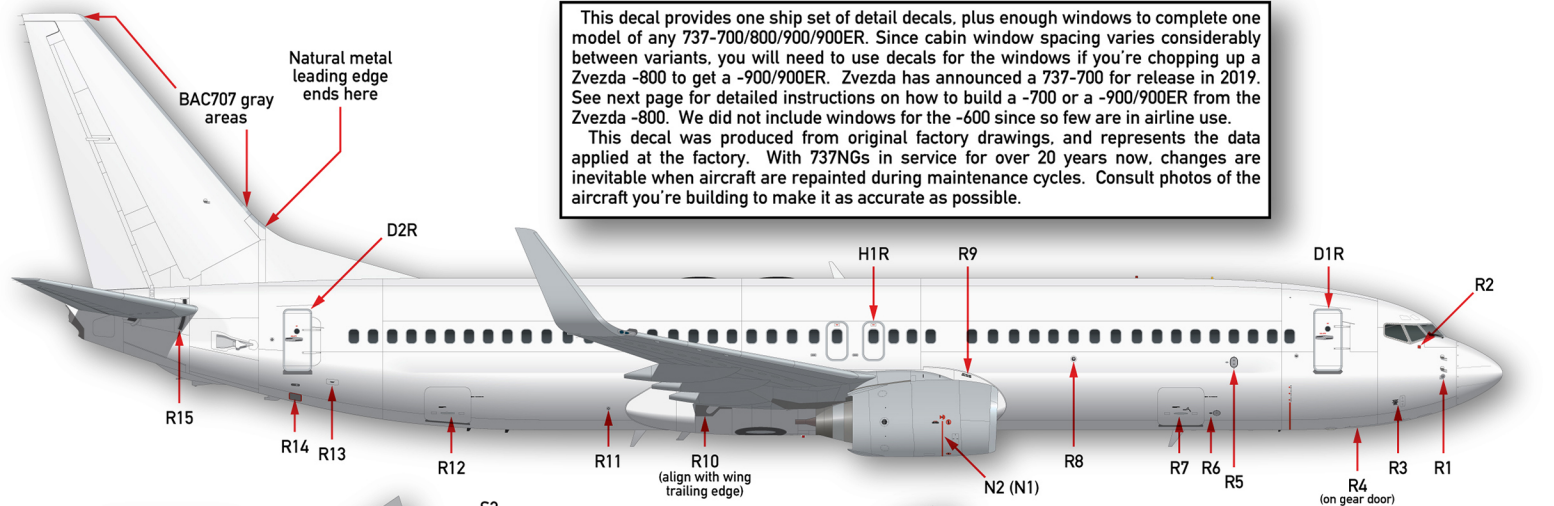 This decal provides one ship set of detail decals, plus enough windows to complete one
model of any 737-700/800/900/900ER. Since cabin window spacing varies considerably
between variants, you will need to use decals for the windows if you're chopping up a
Zvezda -800 to get a -900/900ER. Zvezda has announced a 737-700 for release in 2019.
See next page for detailed instructions on how to build a -700 or a -900/900ER from the
Zvezda -800. We did not include windows for the -600 since so few are in airline use.
This decal was produced from original factory drawings, and represents the data
applied at the factory. With 737NGs in service for over 20 years now, changes are
inevitable when aircraft are repainted during maintenance cycles. Consult photos of the
aircraft you're building to make it as accurate as possible.
Natural metal
leading edge
ends here
BAC707 gray
areas
D2R
H1R
R9
D1R
R2
R15
R14
R13
R12
R11
R10
(align with wing
trailing edge)
N2 (N1)
R8
R7
R6
R5
R4
(on gear door)
R3
R1